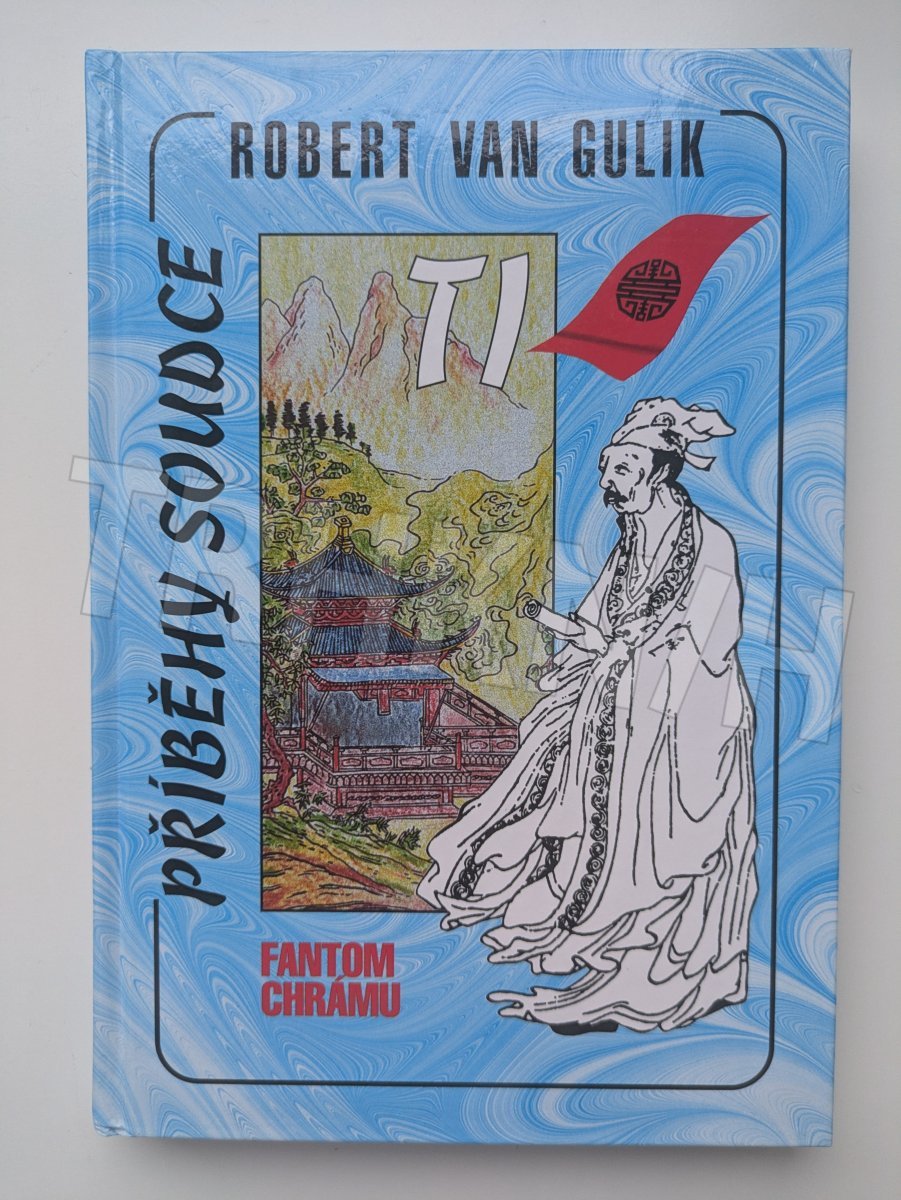 ROBERT VAN GULIK
PŘÍBĚHY SOUDCE
TI
FANTOM
CHRÁMU